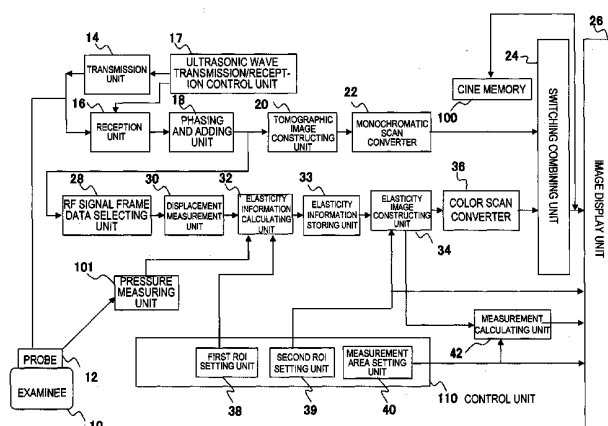 14
TRANSMISSION
UNIT
17
ULTRASONIC WAVE
TRANSMISSION/RECEPT-
ION CONTROL UNIT
16
RECEPTION
UNIT
18
PHASING
AND ADDING
UNIT
20
TOMOGRAPHIC
IMAGE
CONSTRUCTING
UNIT
22
MONOCHROMATIC
SCAN
CONVERTER
CINE MEMORY
100
24
SWITCHING COMBINING UNIT
26
IMAGE DISPLAY UNIT
28
RF SIGNAL FRAME
DATA SELECTING
UNIT
30
DISPLACEMENT
MEASUREMENT
UNIT
32
ELASTICITY
INFORMATION
CALCULATING
UNIT
33
ELASTICITY
INFORMATION
STORING UNIT
ELASTICITY
IMAGE
CONSTRUCTING
UNIT
34
36
COLOR SCAN
CONVERTER
101
PRESSURE
MEASURING
UNIT
MEASUREMENT
CALCULATING UNIT
42
PROBE
12
EXAMINEE
10
FIRST ROI
SETTING UNIT
38
SECOND ROI
SETTING UNIT
39
MEASUREMENT
AREA SETTING
UNIT
40
110 CONTROL UNIT